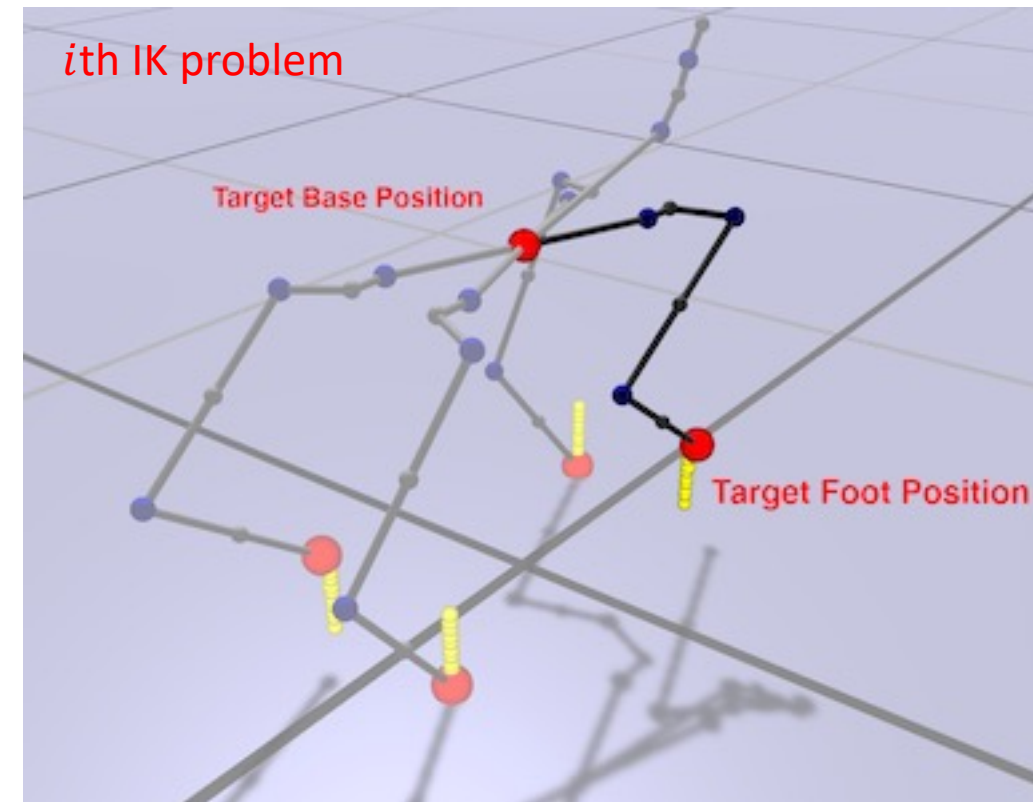 ith IK problem
Target Base Position
Target Foot Position